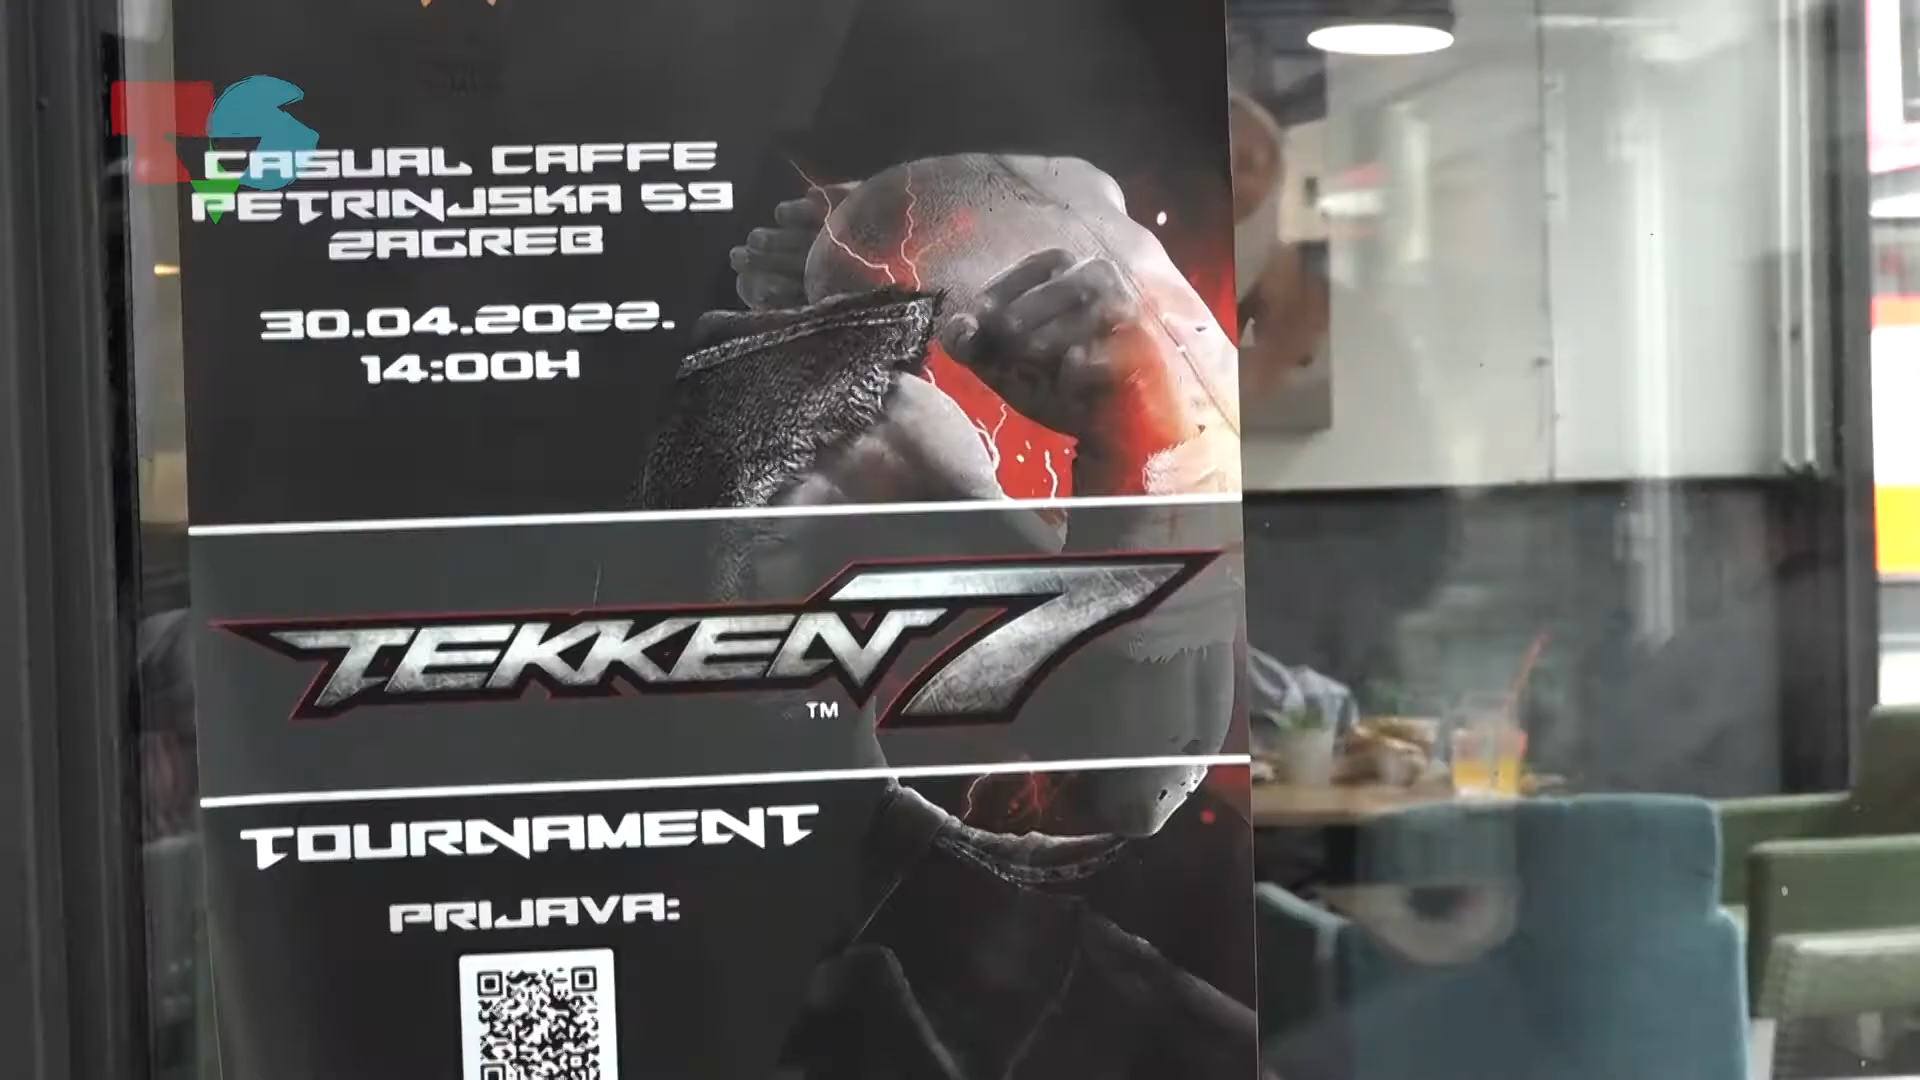 CASUAL CAFFE
PETRINJSKA 59
ZAGREB
30.04.2022.
14:00H
TEKKEN 7
TM
TOURNAMENT
PRIJAVA: